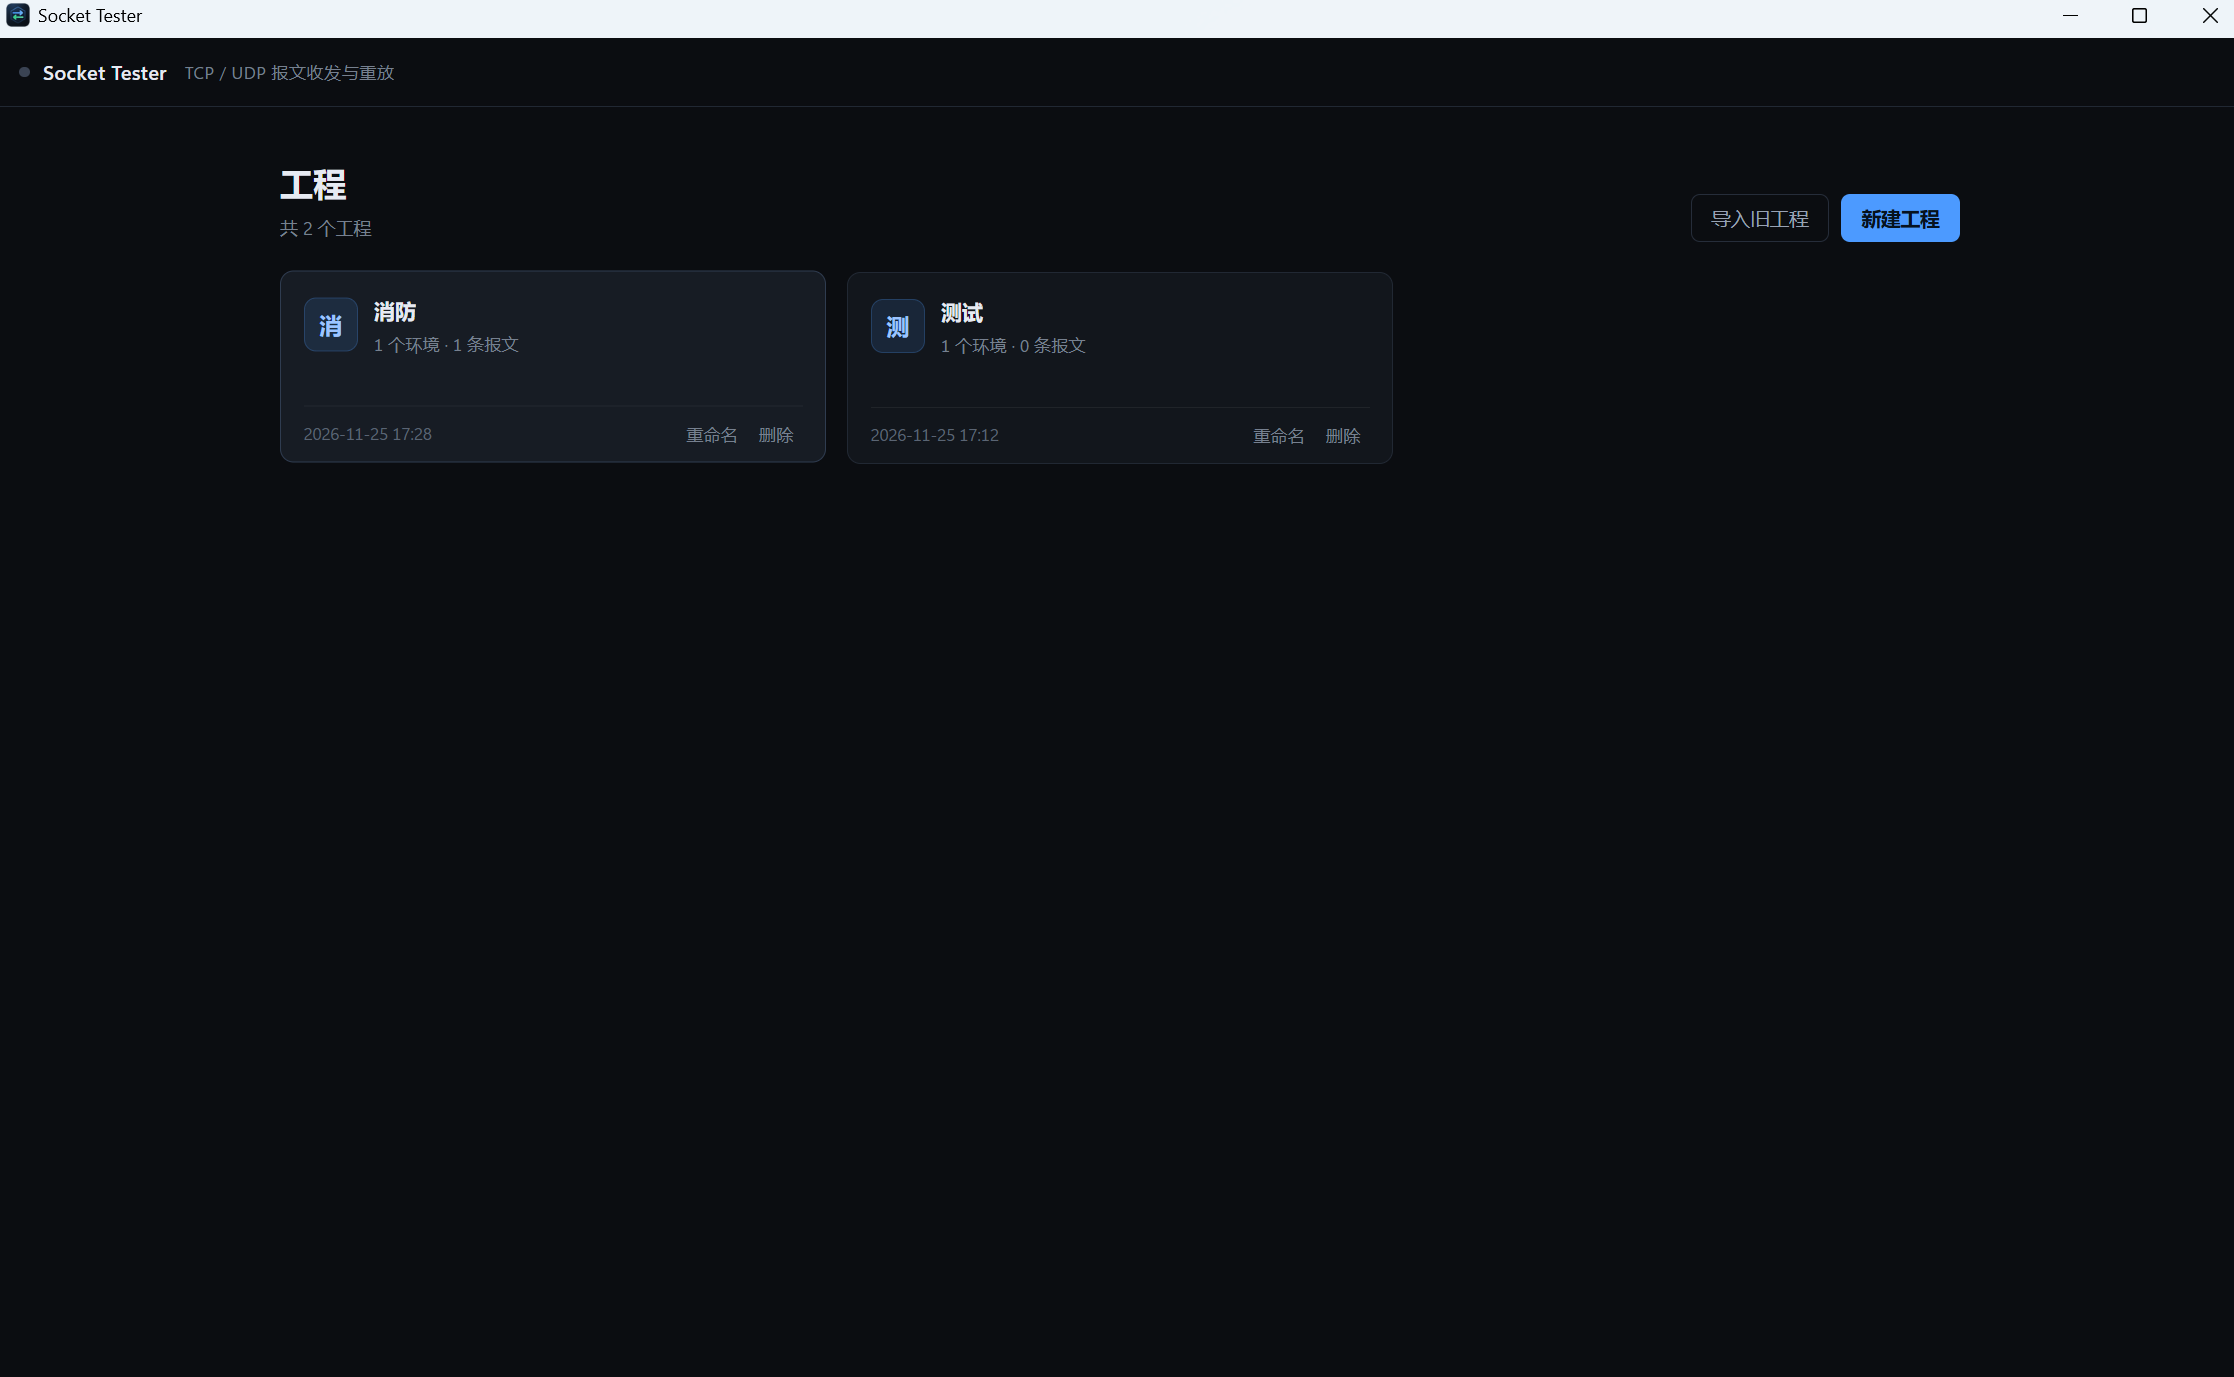 Socket Tester
Socket Tester TCP / UDP 报文收发与重放
工程
共 2 个工程
导入旧工程 新建工程
消 消防
1 个环境 · 1 条报文
2026-11-25 17:28 重命名 删除
测 测试
1 个环境 · 0 条报文
2026-11-25 17:12 重命名 删除